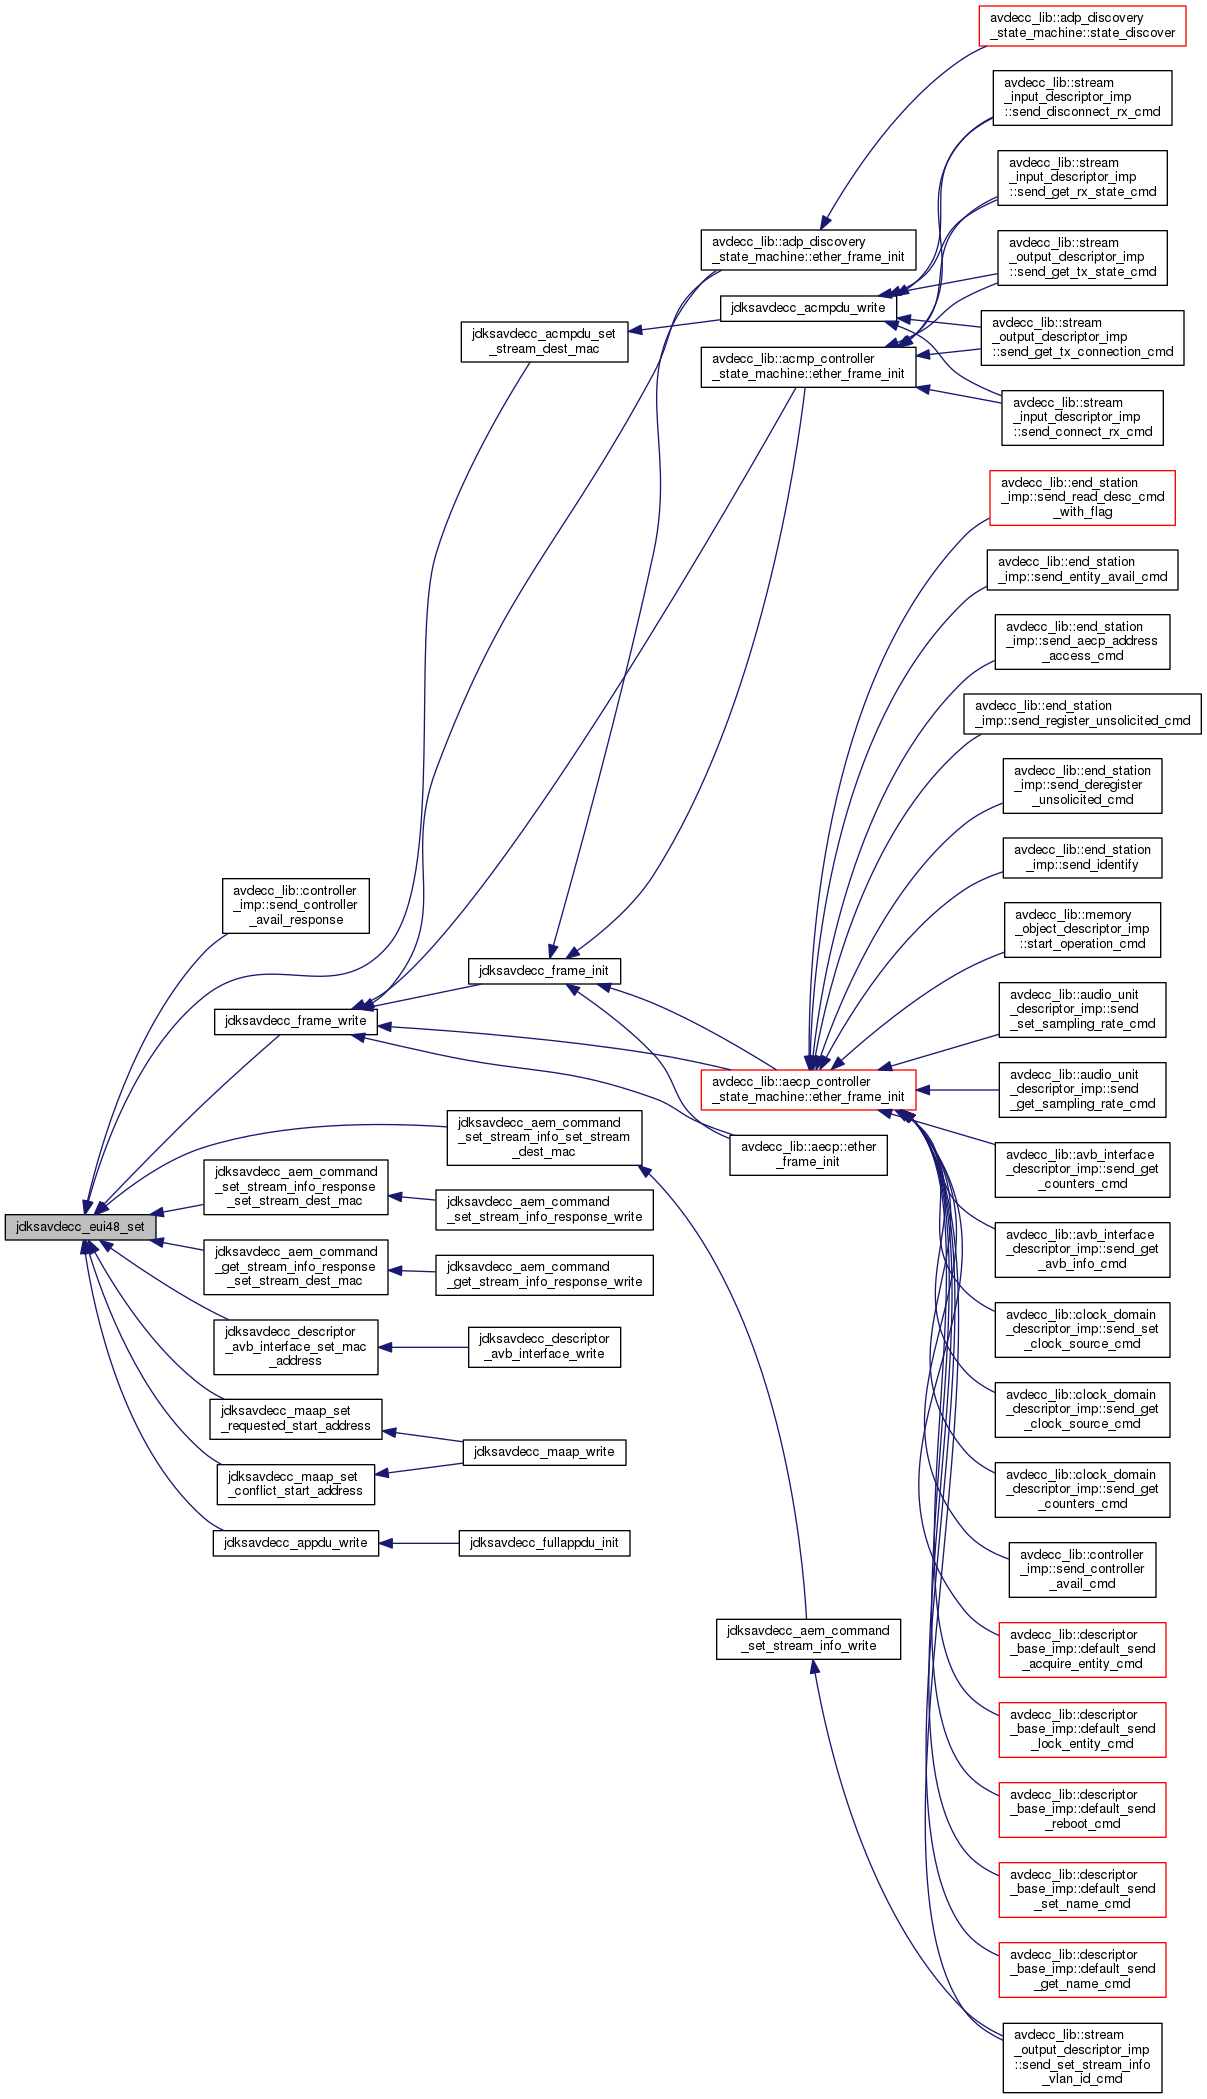 avdecc_lib::adp_discovery
_state_machine::state_discover
avdecc_lib::stream
_input_descriptor_imp
::send_disconnect_rx_cmd
avdecc_lib::stream
_input_descriptor_imp
::send_get_rx_state_cmd
avdecc_lib::adp_discovery
_state_machine::ether_frame_init
avdecc_lib::stream
_output_descriptor_imp
::send_get_tx_state_cmd
jdksavdecc_acmpdu_write
jdksavdecc_acmpdu_set
_stream_dest_mac
avdecc_lib::stream
_output_descriptor_imp
::send_get_tx_connection_cmd
avdecc_lib::acmp_controller
_state_machine::ether_frame_init
avdecc_lib::stream
_input_descriptor_imp
::send_connect_rx_cmd
avdecc_lib::end_station
_imp::send_read_desc_cmd
_with_flag
avdecc_lib::end_station
_imp::send_entity_avail_cmd
avdecc_lib::end_station
_imp::send_aecp_address
_access_cmd
avdecc_lib::end_station
_imp::send_register_unsolicited_cmd
avdecc_lib::end_station
_imp::send_deregister
_unsolicited_cmd
avdecc_lib::end_station
_imp::send_identify
avdecc_lib::controller
_imp::send_controller
_avail_response
avdecc_lib::memory
_object_descriptor_imp
::start_operation_cmd
jdksavdecc_frame_init
jdksavdecc_frame_write
avdecc_lib::audio_unit
_descriptor_imp::send
_set_sampling_rate_cmd
avdecc_lib::aecp_controller
_state_machine::ether_frame_init
avdecc_lib::audio_unit
_descriptor_imp::send
_get_sampling_rate_cmd
jdksavdecc_aem_command
_set_stream_info_set_stream
_dest_mac
avdecc_lib::aecp::ether
_frame_init
avdecc_lib::avb_interface
_descriptor_imp::send_get
_counters_cmd
jdksavdecc_aem_command
_set_stream_info_response
_set_stream_dest_mac
jdksavdecc_aem_command
_set_stream_info_response_write
jdksavdecc_eui48_set
avdecc_lib::avb_interface
_descriptor_imp::send_get
_avb_info_cmd
jdksavdecc_aem_command
_get_stream_info_response
_set_stream_dest_mac
jdksavdecc_aem_command
_get_stream_info_response_write
avdecc_lib::clock_domain
_descriptor_imp::send_set
_clock_source_cmd
jdksavdecc_descriptor
_avb_interface_set_mac
_address
jdksavdecc_descriptor
_avb_interface_write
avdecc_lib::clock_domain
_descriptor_imp::send_get
_clock_source_cmd
jdksavdecc_maap_set
_requested_start_address
jdksavdecc_maap_write
jdksavdecc_maap_set
_conflict_start_address
avdecc_lib::clock_domain
_descriptor_imp::send_get
_counters_cmd
jdksavdecc_appdu_write
jdksavdecc_fullappdu_init
avdecc_lib::controller
_imp::send_controller
_avail_cmd
jdksavdecc_aem_command
_set_stream_info_write
avdecc_lib::descriptor
_base_imp::default_send
_acquire_entity_cmd
avdecc_lib::descriptor
_base_imp::default_send
_lock_entity_cmd
avdecc_lib::descriptor
_base_imp::default_send
_reboot_cmd
avdecc_lib::descriptor
_base_imp::default_send
_set_name_cmd
avdecc_lib::descriptor
_base_imp::default_send
_get_name_cmd
avdecc_lib::stream
_output_descriptor_imp
::send_set_stream_info
_vlan_id_cmd